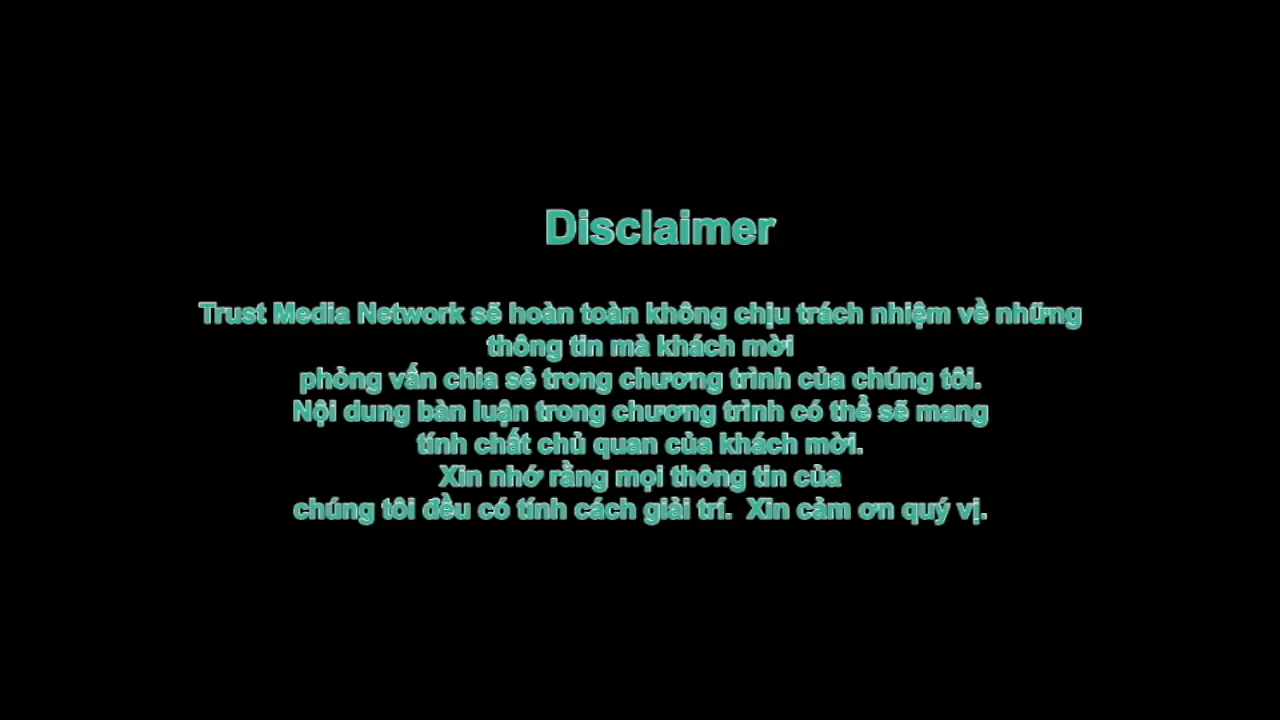 Disclaimer
Trust Media Network sẽ hoàn toàn không chịu trách nhiệm về những
thông tin mà khách mời
phỏng vấn chia sẻ trong chương trình của chúng tôi.
Nội dung bàn luận trong chương trình có thể sẽ mang
tính chất chủ quan của khách mời.
Xin nhớ rằng mọi thông tin của
chúng tôi đều có tính cách giải trí.  Xin cảm ơn quý vị.